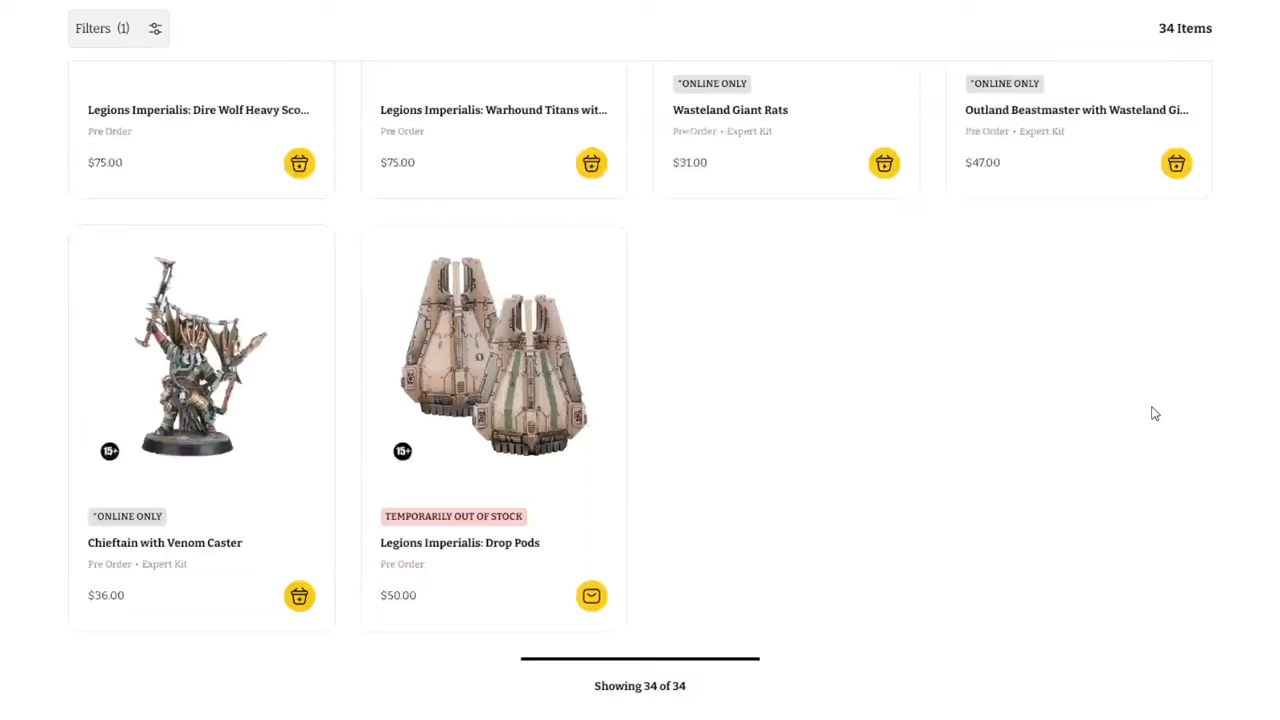 Filters (1)
34 Items
*ONLINE ONLY
*ONLINE ONLY
Legions Imperialis: Dire Wolf Heavy Sco...
Legions Imperialis: Warhound Titans wit...
Wasteland Giant Rats
Outland Beastmaster with Wasteland Gi...
Pre Order
Pre Order
Pre Order • Expert Kit
Pre Order • Expert Kit
$75.00
$75.00
$31.00
$47.00
15+
15+
*ONLINE ONLY
TEMPORARILY OUT OF STOCK
Chieftain with Venom Caster
Legions Imperialis: Drop Pods
Pre Order • Expert Kit
Pre Order
$36.00
$50.00
Showing 34 of 34